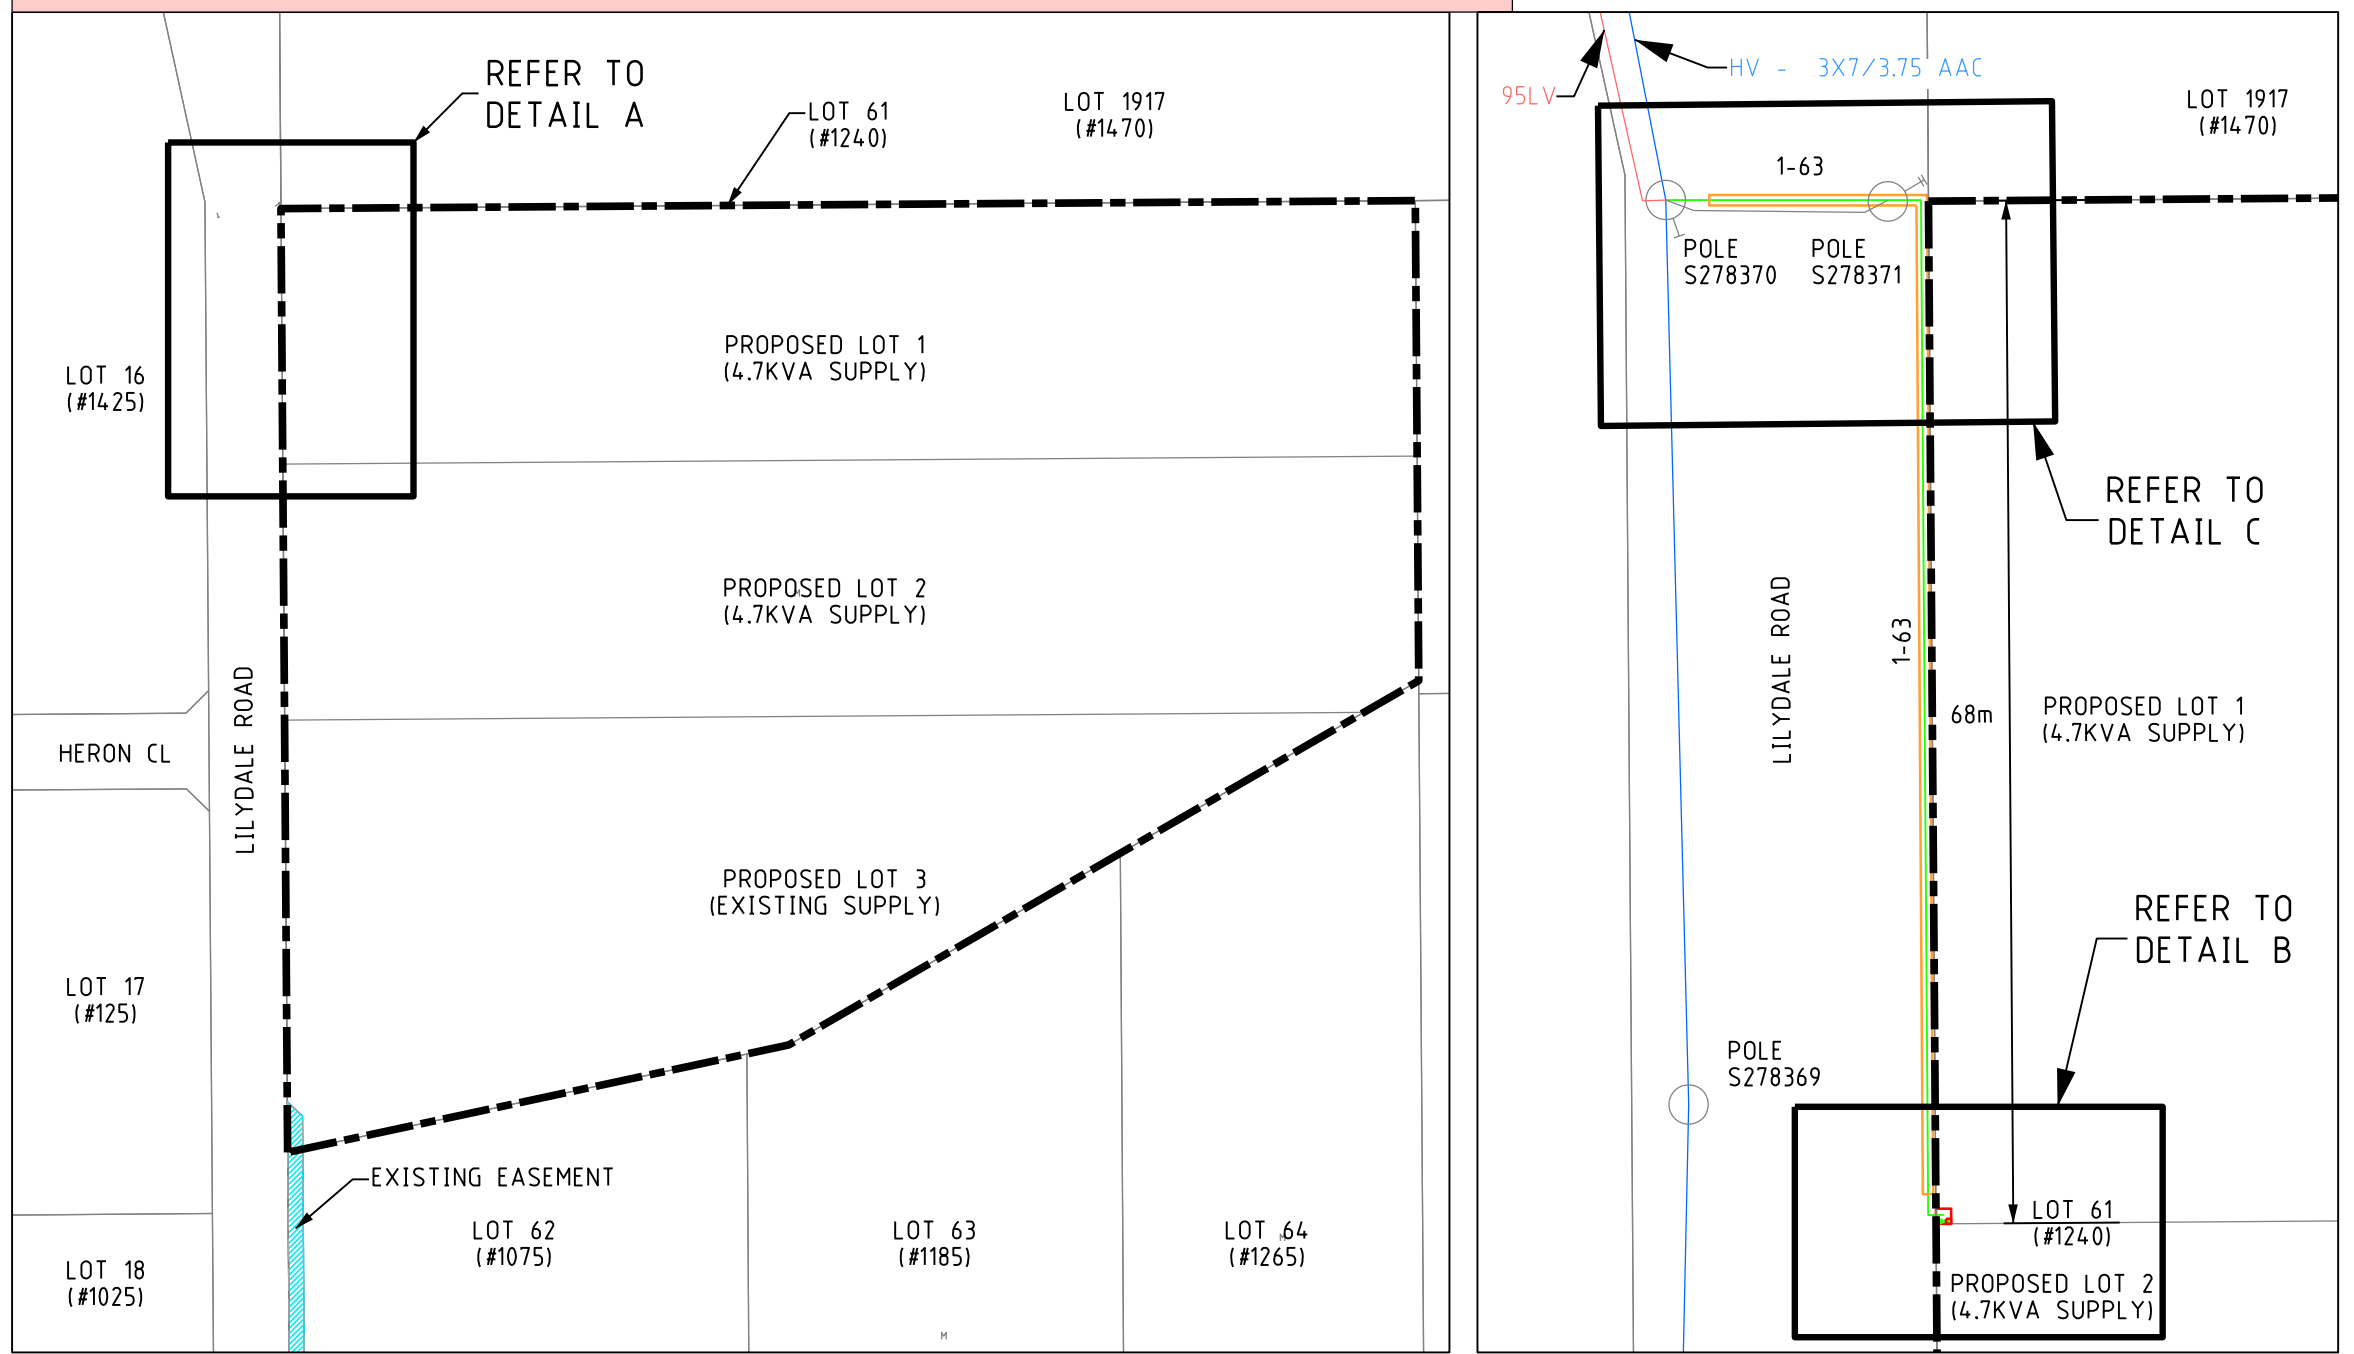 REFER TO
DETAIL A
LOT 61
(#1240)
LOT 1917
(#1470)
PROPOSED LOT 1
(4.7KVA SUPPLY)
LOT 16
(#1425)
PROPOSED LOT 2
(4.7KVA SUPPLY)
LILYDALE ROAD
HERON CL
PROPOSED LOT 3
(EXISTING SUPPLY)
LOT 17
(#125)
EXISTING EASEMENT
LOT 62
(#1075)
LOT 63
(#1185)
LOT 64
(#1265)
M
LOT 18
(#1025)
M
HV - 3X7/3.75 AAC
95LV
LOT 1917
(#1470)
1-63
POLE
S278370
POLE
S278371
REFER TO
DETAIL C
LILYDALE ROAD
1-63
68m
PROPOSED LOT 1
(4.7KVA SUPPLY)
REFER TO
DETAIL B
POLE
S278369
LOT 61
(#1240)
PROPOSED LOT 2
(4.7KVA SUPPLY)